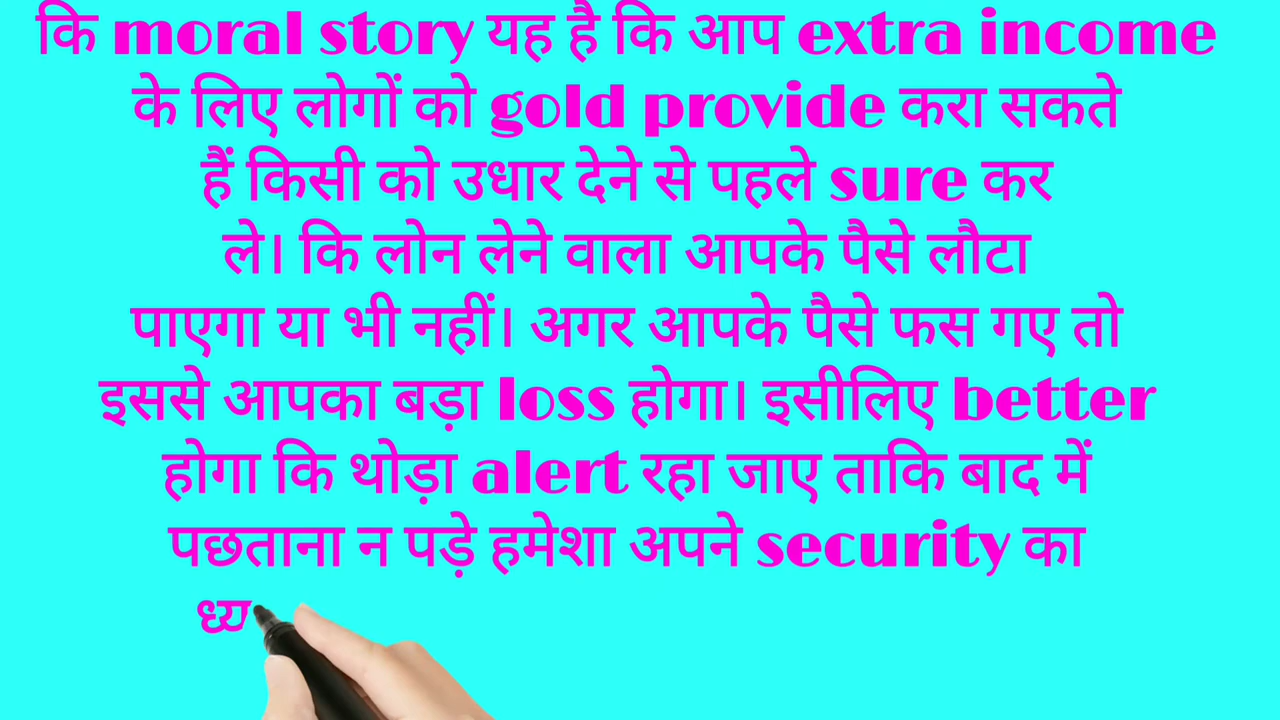 कि moral story यह है कि आप extra income
के लिए लोगों को gold provide करा सकते
हैं किसी को उधार देने से पहले sure कर
ले। कि लोन लेने वाला आपके पैसे लौटा
पाएगा या भी नहीं। अगर आपके पैसे फस गए तो
इससे आपका बड़ा loss होगा। इसीलिए better
होगा कि थोड़ा alert रहा जाए ताकि बाद में
पछताना न पड़े हमेशा अपने security का